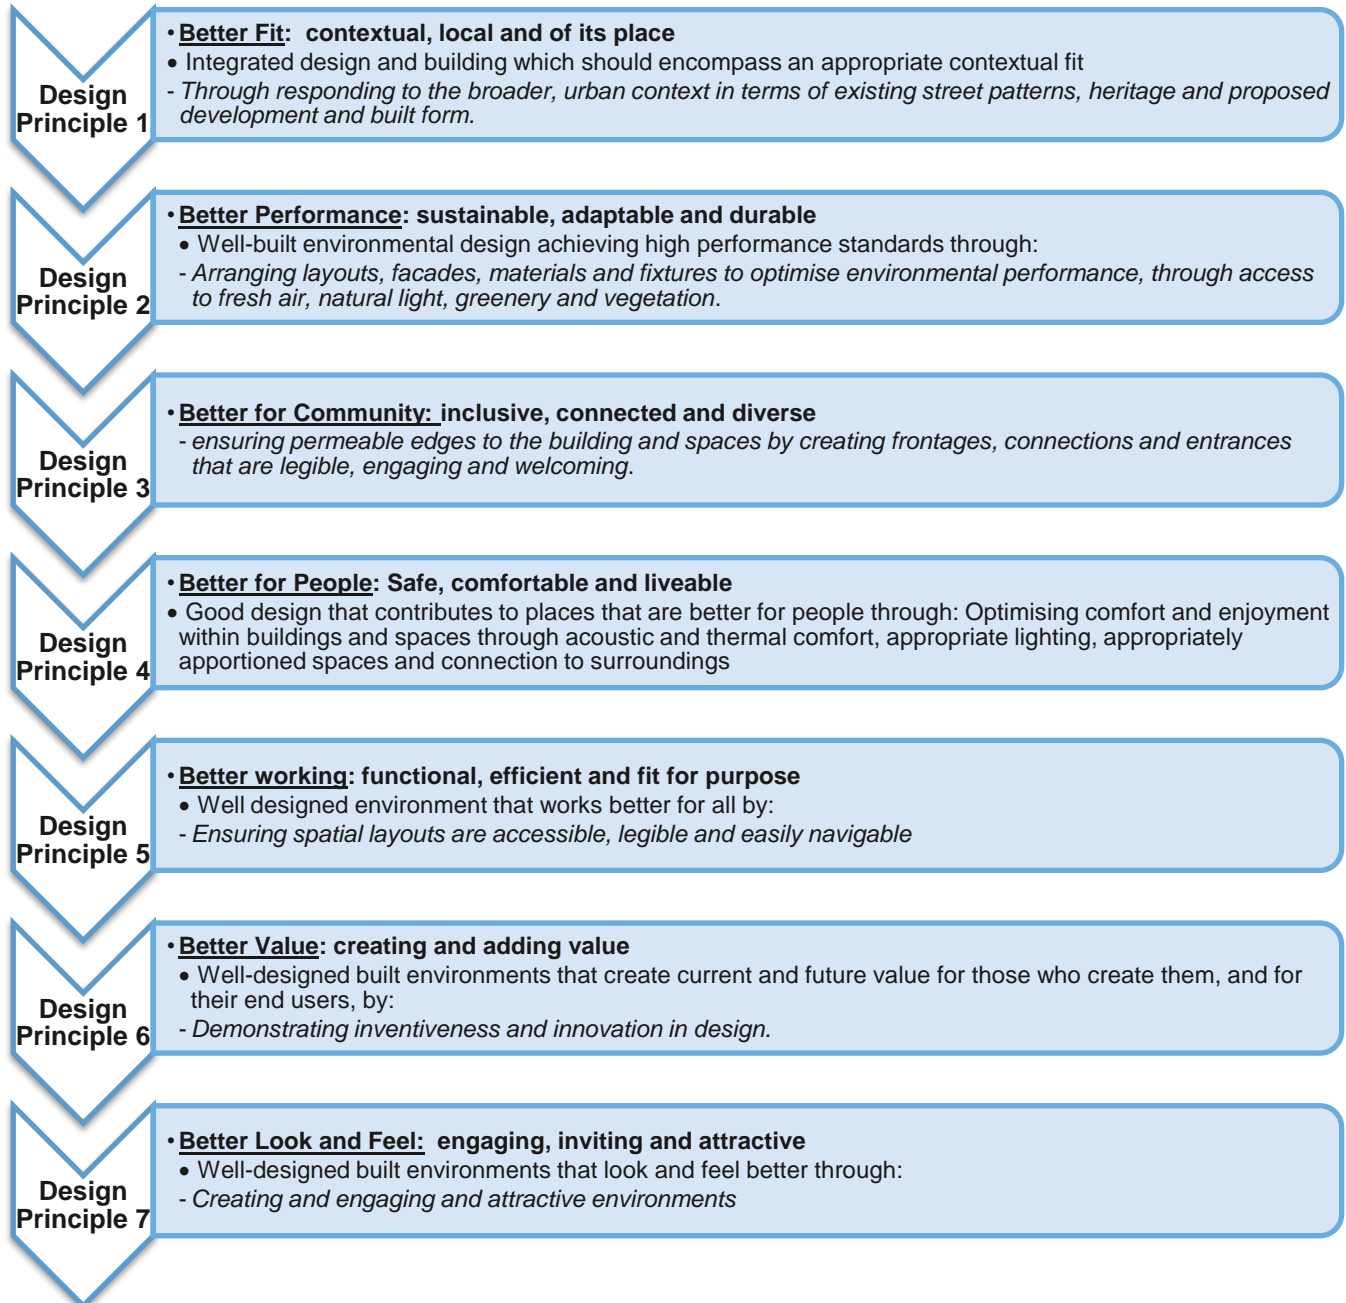 Design
Principle 1
• Better Fit:  contextual, local and of its place
• Integrated design and building which should encompass an appropriate contextual fit
- Through responding to the broader, urban context in terms of existing street patterns, heritage and proposed
development and built form.
Design
Principle 2
• Better Performance: sustainable, adaptable and durable
• Well-built environmental design achieving high performance standards through:
- Arranging layouts, facades, materials and fixtures to optimise environmental performance, through access
to fresh air, natural light, greenery and vegetation.
Design
Principle 3
• Better for Community: inclusive, connected and diverse
- ensuring permeable edges to the building and spaces by creating frontages, connections and entrances
that are legible, engaging and welcoming.
Design
Principle 4
• Better for People: Safe, comfortable and liveable
• Good design that contributes to places that are better for people through: Optimising comfort and enjoyment
within buildings and spaces through acoustic and thermal comfort, appropriate lighting, appropriately
apportioned spaces and connection to surroundings
Design
Principle 5
• Better working: functional, efficient and fit for purpose
• Well designed environment that works better for all by:
- Ensuring spatial layouts are accessible, legible and easily navigable
Design
Principle 6
• Better Value: creating and adding value
• Well-designed built environments that create current and future value for those who create them, and for
their end users, by:
- Demonstrating inventiveness and innovation in design.
Design
Principle 7
• Better Look and Feel:  engaging, inviting and attractive
• Well-designed built environments that look and feel better through:
- Creating and engaging and attractive environments